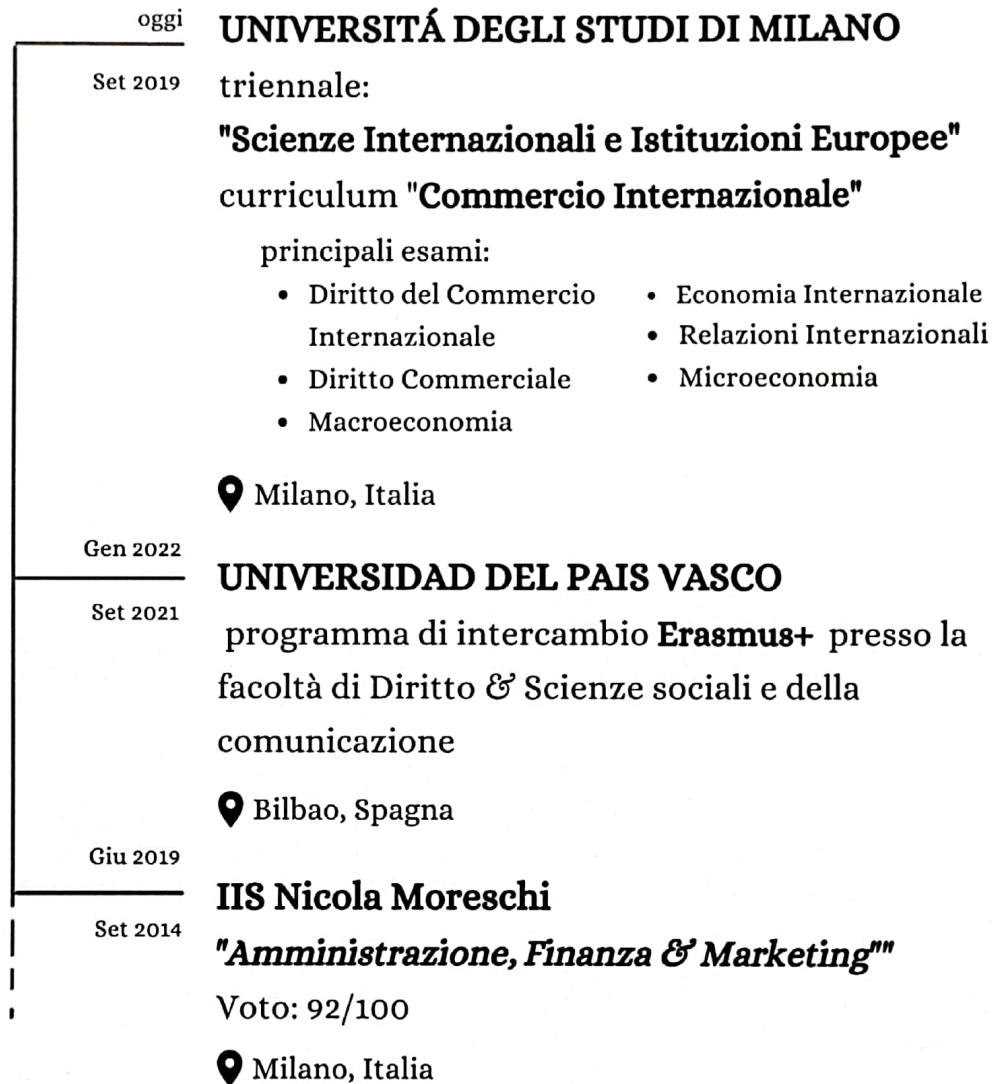 oggi
UNIVERSITÁ DEGLI STUDI DI MILANO
Set 2019
triennale:
"Scienze Internazionali e Istituzioni Europee"
curriculum "Commercio Internazionale"
principali esami:
• Diritto del Commercio
Internazionale
• Diritto Commerciale
• Macroeconomia
• Economia Internazionale
• Relazioni Internazionali
• Microeconomia
Milano, Italia
Gen 2022
UNIVERSIDAD DEL PAIS VASCO
Set 2021
programma di intercambio Erasmus+ presso la
facoltà di Diritto & Scienze sociali e della
comunicazione
Bilbao, Spagna
Giu 2019
IIS Nicola Moreschi
Set 2014
"Amministrazione, Finanza & Marketing""
Voto: 92/100
Milano, Italia